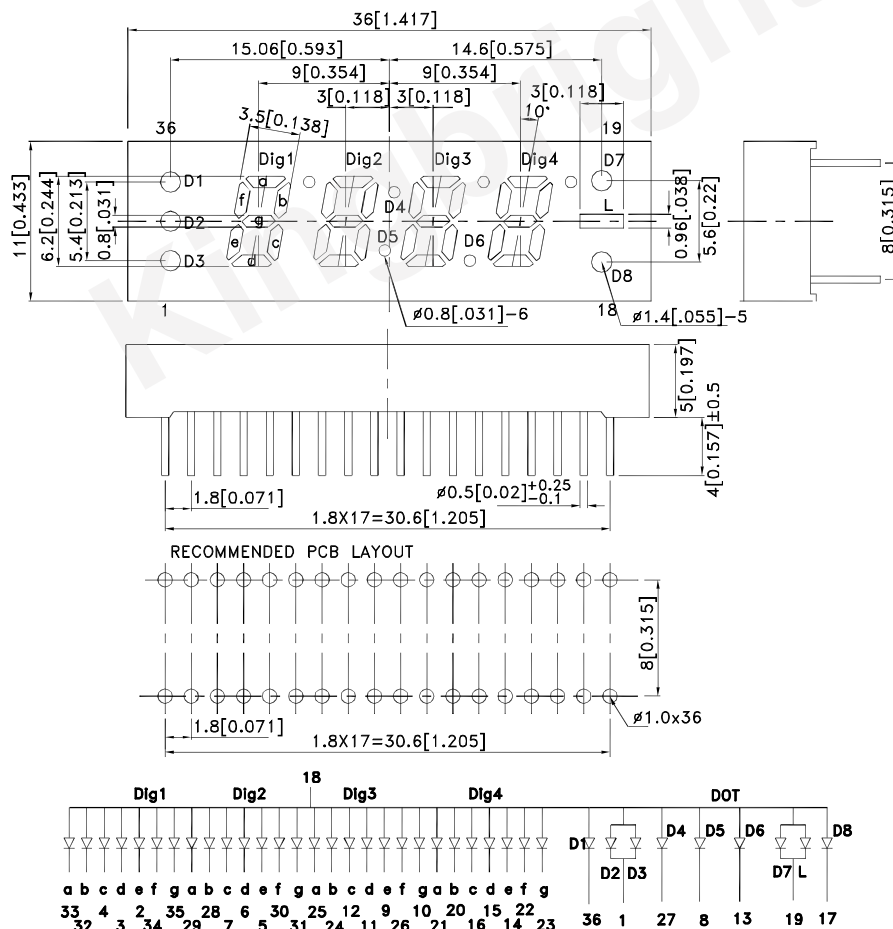 36[1.417]
15.06[0.593] 14.6[0.575]
9[0.354] 9[0.354]
3[0.118] 3[0.118] 3[0.118]
3.5[0.138] 10°
36 19
Dig1 Dig2 Dig3 Dig4 D7
D1 a
f b D4 L
D2 g
e c D5 D6
D3 d D8
11[0.433]
6.2[0.244]
5.4[0.213]
0.8[.031]
0.96[.038]
5.6[0.22]
8[0.315]
1 ø0.8[.031]-6 18 ø1.4[.055]-5
Kingbright
5[0.197]
4[0.157]±0.5
1.8[0.071] ø0.5[0.02]+0.25 -0.1
1.8X17=30.6[1.205]
RECOMMENDED PCB LAYOUT
8[0.315]
1.8[0.071] ø1.0x36
1.8X17=30.6[1.205]
18
Dig1 Dig2 Dig3 Dig4 DOT
D1 D4 D5 D6 D8
D2 D3 D7 L
a b c d e f g a b c d e f g a b c d e f g a b c d e f g
33 4 2 35 28 6 30 25 12 9 10 20 15 22 36 1 27 8 13 19 17
32 3 34 29 7 5 31 24 11 26 21 16 14 23